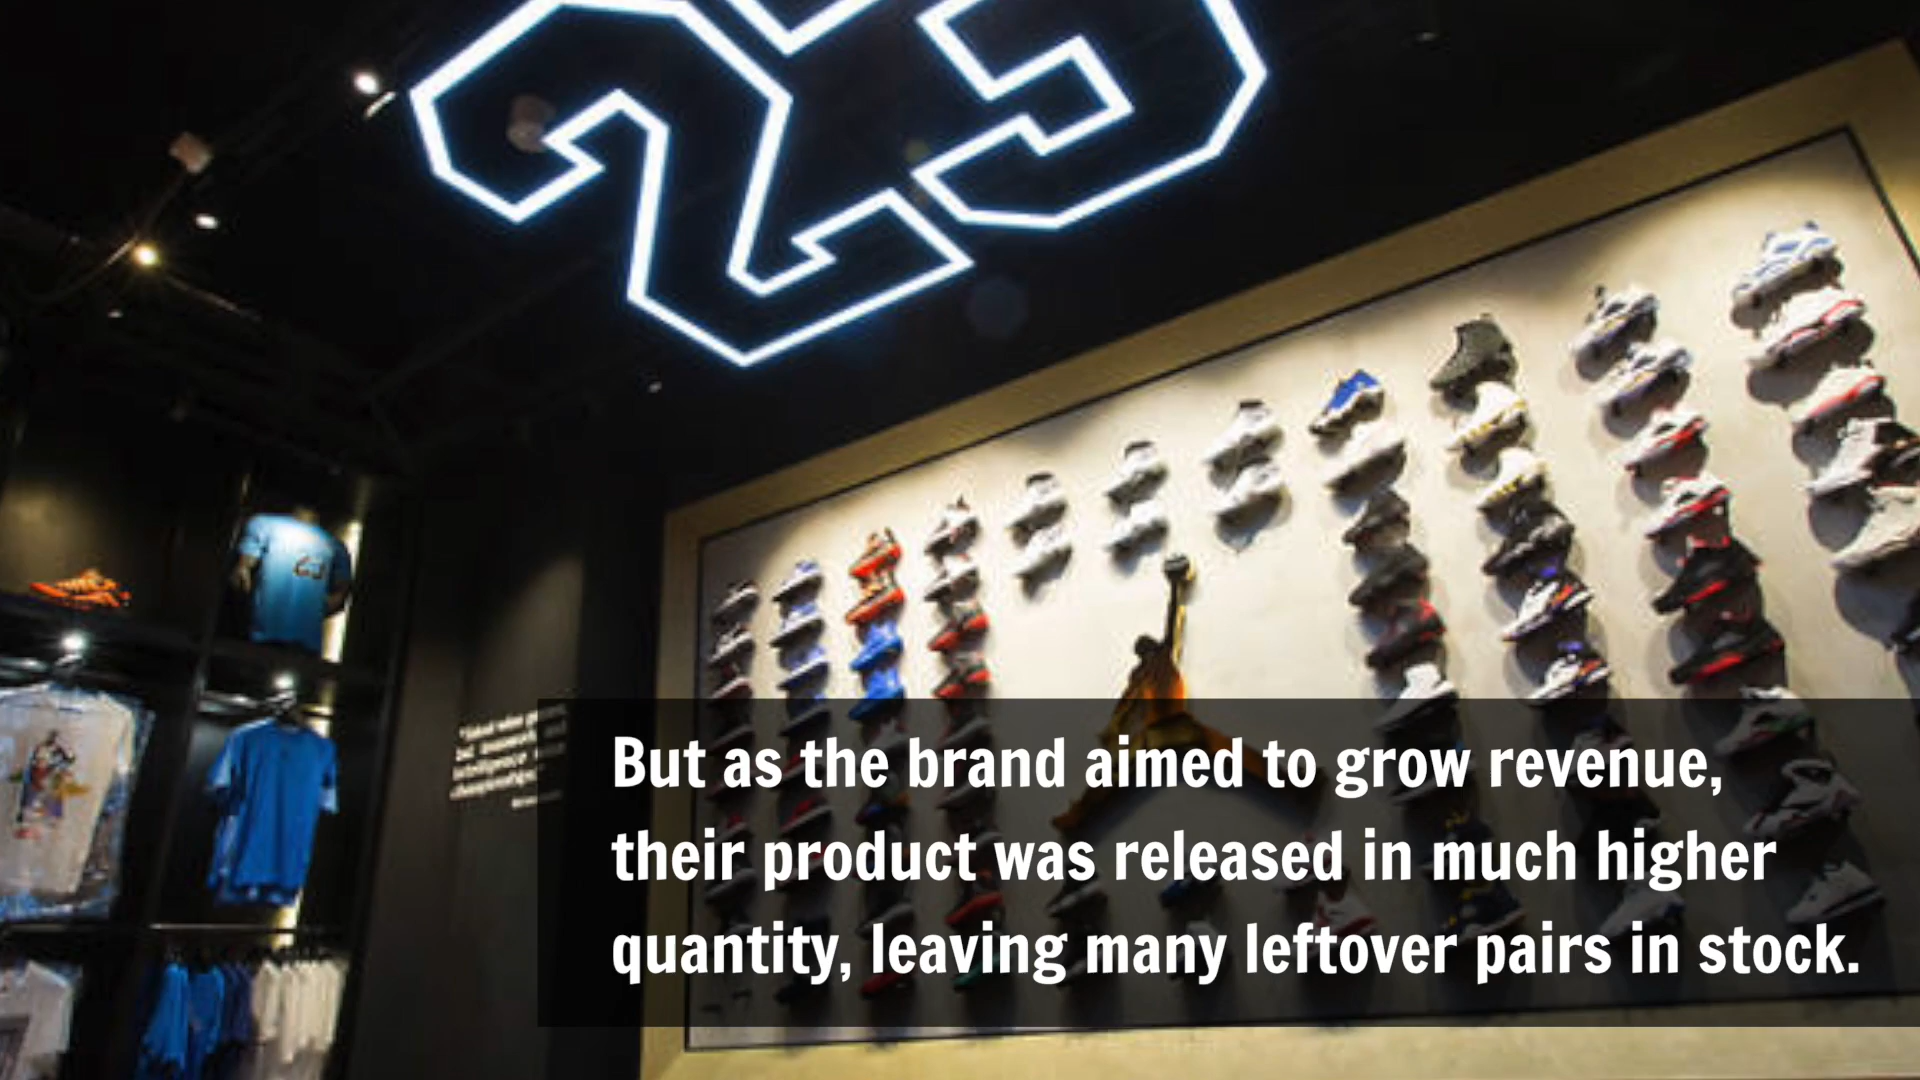 23
23
But as the brand aimed to grow revenue,
their product was released in much higher
quantity, leaving many leftover pairs in stock.